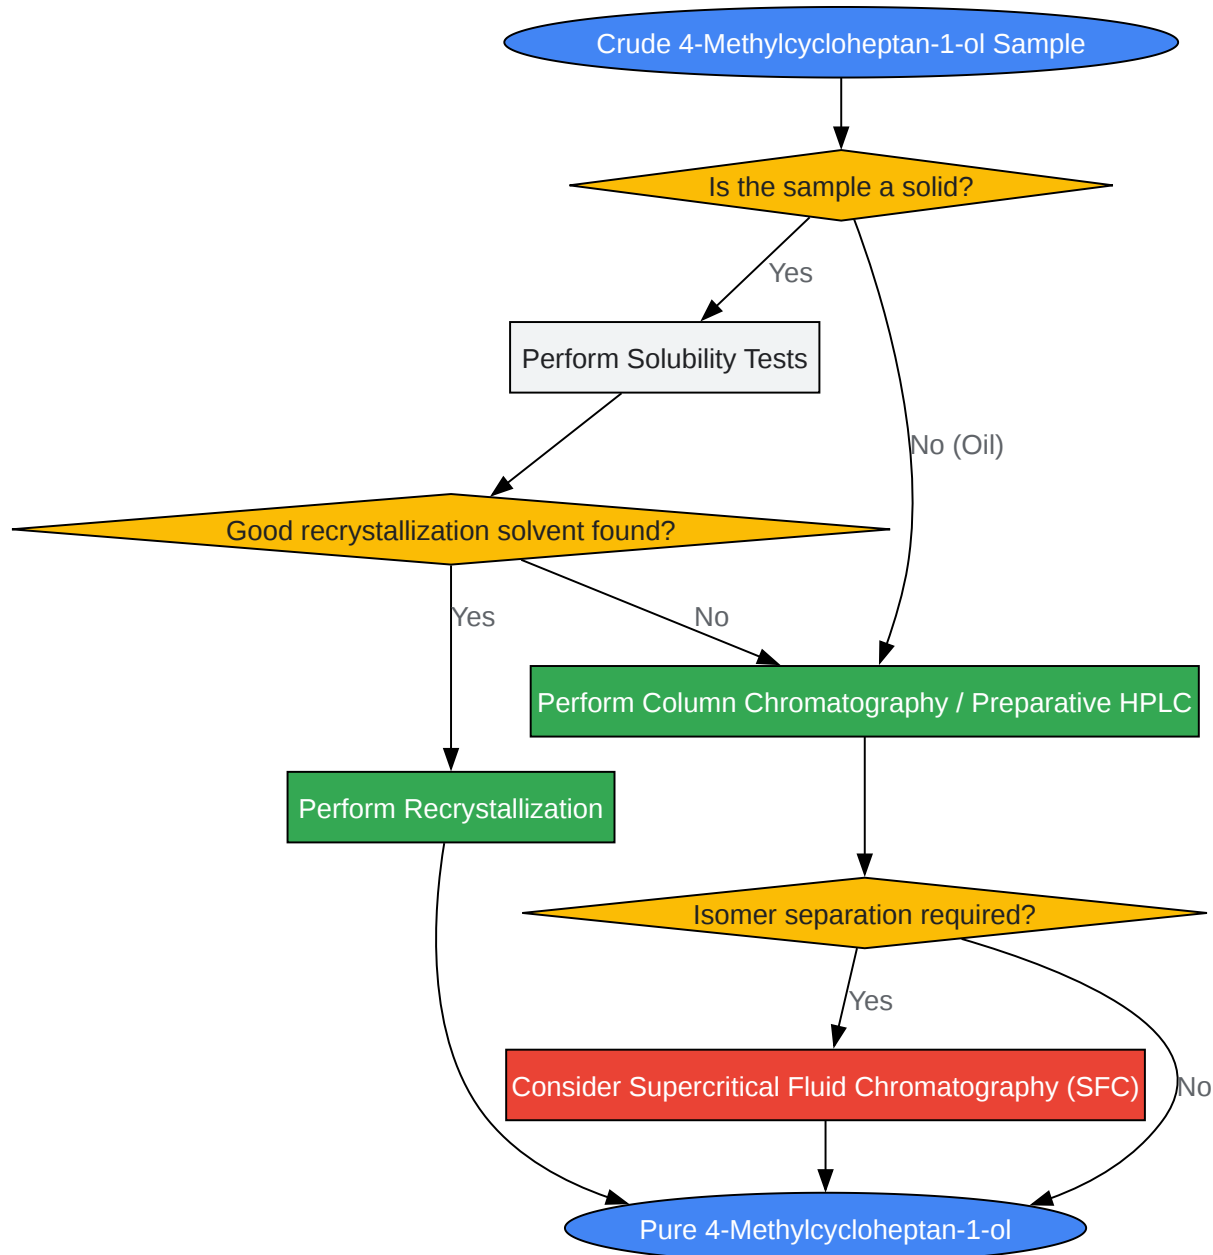 Crude 4-Methylcycloheptan-1-ol Sample
Is the sample a solid?
Yes
Perform Solubility Tests
No (Oil)
Good recrystallization solvent found?
Yes
No
Perform Column Chromatography / Preparative HPLC
Perform Recrystallization
Isomer separation required?
Yes
Consider Supercritical Fluid Chromatography (SFC)
No
Pure 4-Methylcycloheptan-1-ol